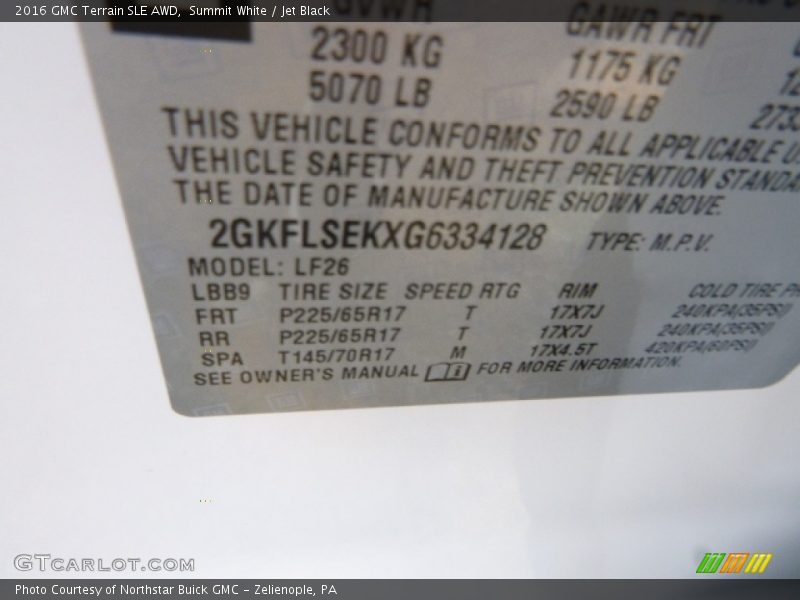 2016 GMC Terrain SLE AWD, Summit White / Jet Black
GVWR GAWR FRT
2300 KG 1175 KG
5070 LB 2590 LB
THIS VEHICLE CONFORMS TO ALL APPLICABLE
VEHICLE SAFETY AND THEFT PREVENTION
THE DATE OF MANUFACTURE SHOWN ABOVE.
2GKFLSEKXG6334128 TYPE: M.P.V.
MODEL: LF26
LBB9 TIRE SIZE SPEED RTG RIM COLD TIRE
FRT P225/65R17 T 17X7J 240KPA(35PSI)
RR P225/65R17 T 17X7J 240KPA(35PSI)
SPA T145/70R17 M 17X4.5T 420KPA(60PSI)
SEE OWNER'S MANUAL FOR MORE INFORMATION.
GTCARLOT.COM
Photo Courtesy of Northstar Buick GMC - Zelienople, PA